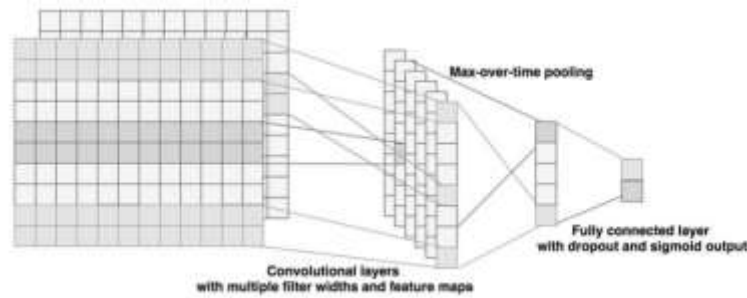 Max-over-time pooling
Fully connected layer
with dropout and sigmoid output
Convolutional layers
with multiple filter widths and feature maps